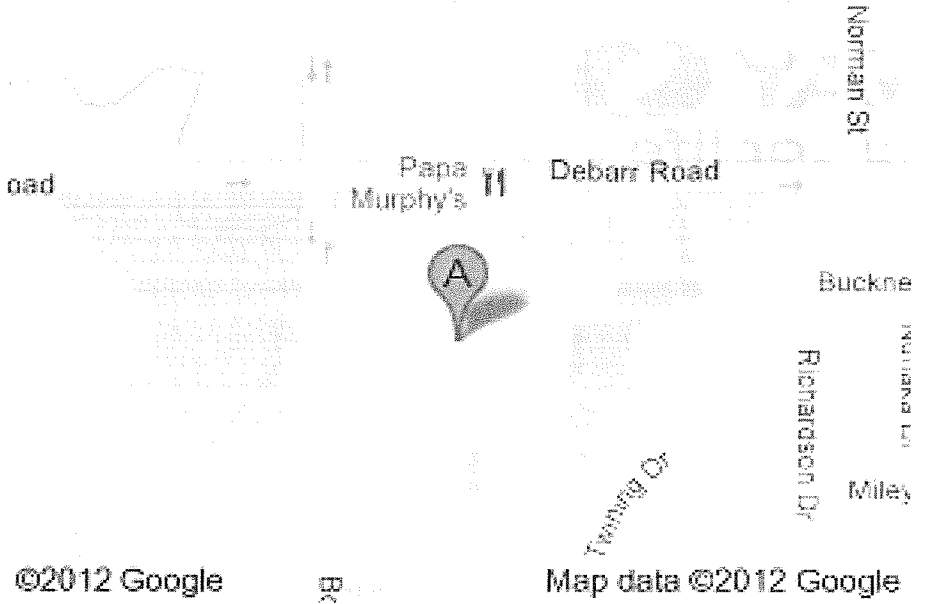 Norman St
Papa
Murphy's
Debarr Road
oad
A
Buckne
Richardson Dr
Miley
Twining Dr
©2012 Google
Map data ©2012 Google